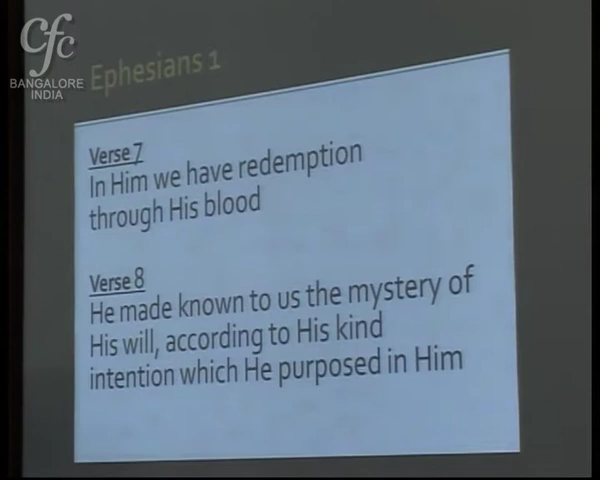 cfc
BANGALORE
INDIA
Ephesians 1
Verse 7
In Him we have redemption
through His blood
Verse 8
He made known to us the mystery of
His will, according to His kind
intention which He purposed in Him